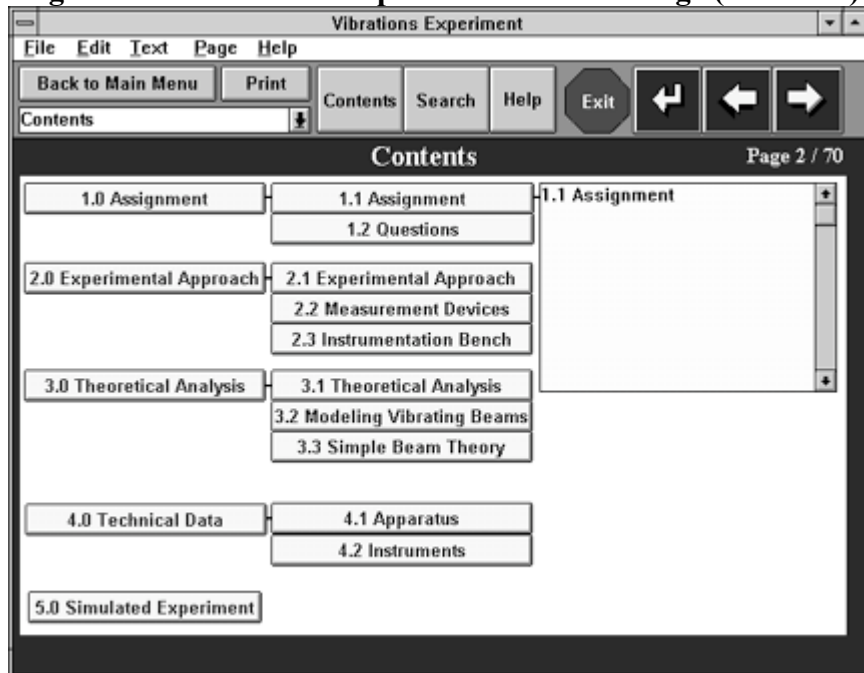 Vibrations Experiment
File Edit Text Page Help
Back to Main Menu Print Contents Search Help Exit
Contents
Contents Page 2 / 70
1.0 Assignment 1.1 Assignment 1.1 Assignment
1.2 Questions
2.0 Experimental Approach 2.1 Experimental Approach
2.2 Measurement Devices
2.3 Instrumentation Bench
3.0 Theoretical Analysis 3.1 Theoretical Analysis
3.2 Modeling Vibrating Beams
3.3 Simple Beam Theory
4.0 Technical Data 4.1 Apparatus
4.2 Instruments
5.0 Simulated Experiment